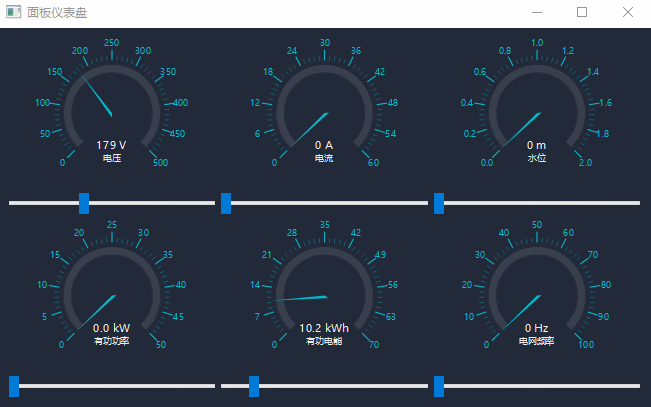 面板仪表盘
0 50 100 150 200 250 300 350 400 450 500
179 V
电压
0 6 12 18 24 30 36 42 48 54 60
0 A
电流
0.0 0.2 0.4 0.6 0.8 1.0 1.2 1.4 1.6 1.8 2.0
0 m
水位
0 5 10 15 20 25 30 35 40 45 50
0.0 kW
有功功率
0 7 14 21 28 35 42 49 56 63 70
10.2 kWh
有功电能
0 10 20 30 40 50 60 70 80 90 100
0 Hz
电网频率